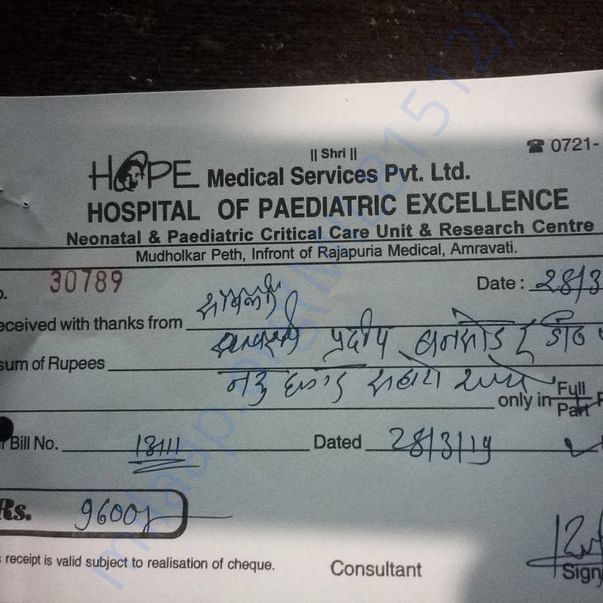 || Shri ||
☎ 0721-
HOPE Medical Services Pvt. Ltd.
HOSPITAL OF PAEDIATRIC EXCELLENCE
Neonatal & Paediatric Critical Care Unit & Research Centre
Mudholkar Peth, Infront of Rajapuria Medical, Amravati.
o. 30789 Date : 28/3
eceived with thanks from
प्रदीप
sum of Rupees
only in Full Part
Bill No. 13111 Dated 28/3/19
Rs. 9600/
receipt is valid subject to realisation of cheque. Consultant Sign